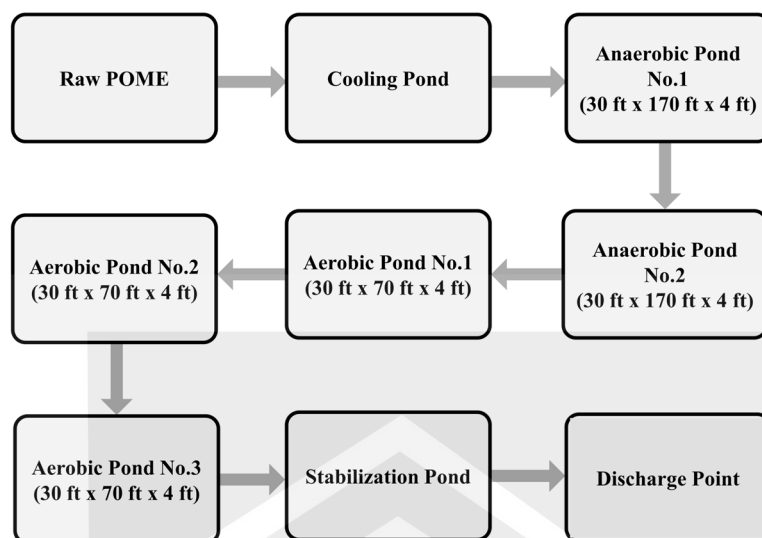 Raw POME
Cooling Pond
Anaerobic Pond
No.1
(30 ft x 170 ft x 4 ft)
Anaerobic Pond
No.2
(30 ft x 170 ft x 4 ft)
Aerobic Pond No.1
(30 ft x 70 ft x 4 ft)
Aerobic Pond No.2
(30 ft x 70 ft x 4 ft)
Aerobic Pond No.3
(30 ft x 70 ft x 4 ft)
Stabilization Pond
Discharge Point